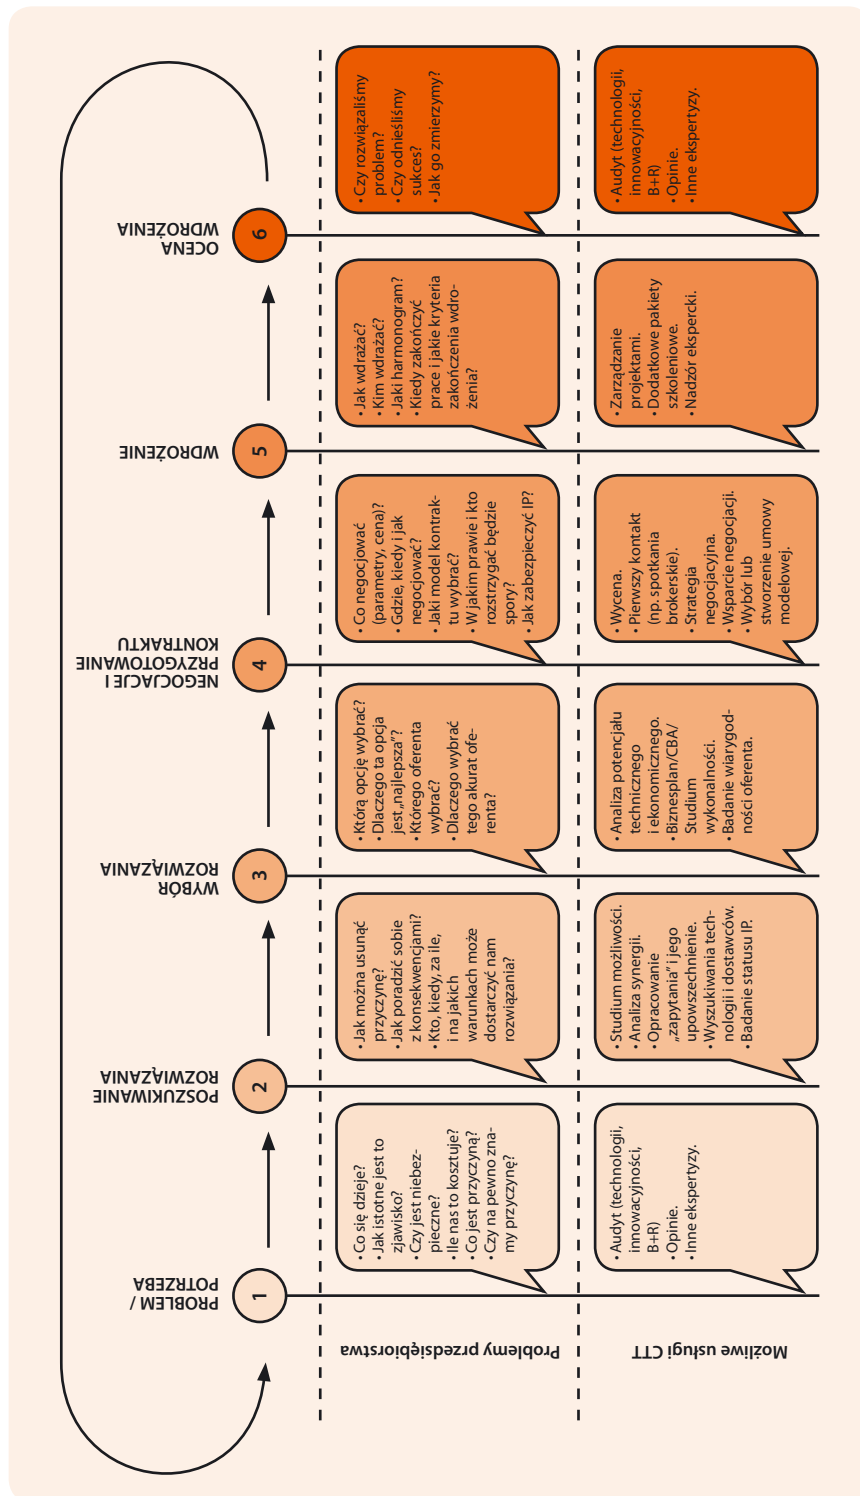 PROBLEM /
POTRZEBA
1
POSZUKIWANIE
ROZWIĄZANIA
2
WYBÓR
ROZWIĄZANIA
3
NEGOCJACJE I
PRZYGOTOWANIE
KONTRAKTU
4
WDROŻENIE
5
OCENA
WDROŻENIA
6
Problemy przedsiębiorstwa
• Co się dzieje?
• Jak istotne jest to
zjawisko?
• Czy jest niebez-
pieczne?
• Ile nas to kosztuje?
• Co jest przyczyną?
• Czy na pewno zna-
my przyczynę?
• Jak można usunąć
przyczynę?
• Jak poradzić sobie
z konsekwencjami?
• Kto, kiedy, za ile,
i na jakich
warunkach może
dostarczyć nam
rozwiązania?
• Którą opcję wybrać?
• Dlaczego ta opcja
jest „najlepsza”?
• Którego oferenta
wybrać?
• Dlaczego wybrać
tego akurat ofe-
renta?
• Co negocjować
(parametry, cena)?
• Gdzie, kiedy i jak
negocjować?
• Jaki model kontrak-
tu wybrać?
• W jakim prawie i kto
rozstrzygać będzie
spory?
• Jak zabezpieczyć IP?
• Jak wdrażać?
• Kim wdrażać?
• Jaki harmonogram?
• Kiedy zakończyć
prace i jakie kryteria
zakończenia wdro-
żenia?
• Czy rozwiązaliśmy
problem?
• Czy odnieśliśmy
sukces?
• Jak go zmierzymy?
Możliwe usługi CTT
• Audyt (technologii,
innowacyjności,
B+R)
• Opinie.
• Inne ekspertyzy.
• Studium możliwości.
• Analiza synergii.
• Opracowanie
„zapytania” i jego
upowszechnienie.
• Wyszukiwania tech-
nologii i dostawców.
• Badanie statusu IP.
• Analiza potencjału
technicznego
i ekonomicznego.
• Biznesplan/CBA/
Studium
wykonalności.
• Badanie wiarygod-
ności oferenta.
• Wycena.
• Pierwszy kontakt
(np. spotkania
brokerskie).
• Strategia
negocjacyjna.
• Wsparcie negocjacji.
• Wybór lub
stworzenie umowy
modelowej.
• Zarządzanie
projektami.
• Dodatkowe pakiety
szkoleniowe.
• Nadzór ekspercki.
• Audyt (technologii,
innowacyjności,
B+R)
• Opinie.
• Inne ekspertyzy.